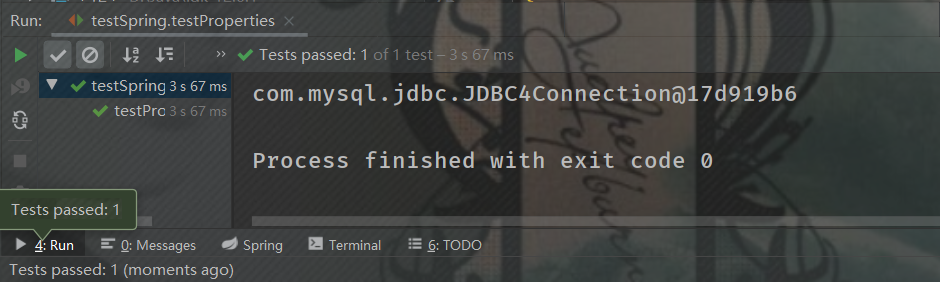 Run: testSpring.testProperties ×
» Tests passed: 1 of 1 test – 3 s 67 ms
testSpring 3 s 67 ms
testPro 3 s 67 ms
com.mysql.jdbc.JDBC4Connection@17d919b6
Process finished with exit code 0
Tests passed: 1
4: Run 0: Messages Spring Terminal 6: TODO
Tests passed: 1 (moments ago)